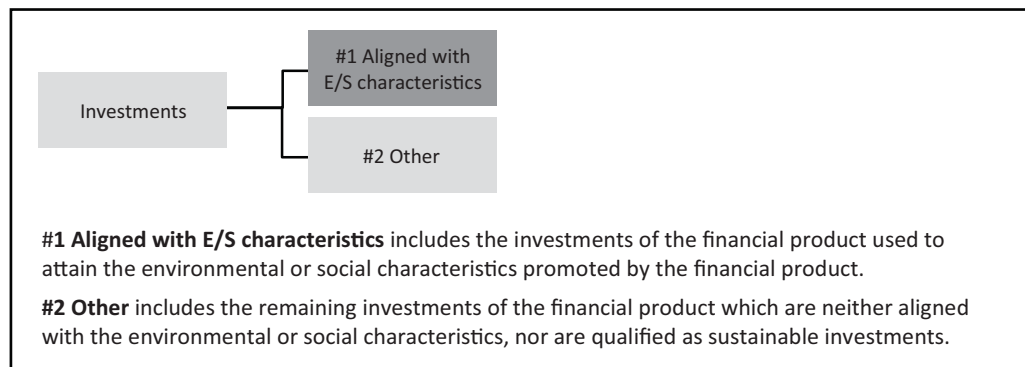 #1 Aligned with
E/S characteristics
Investments
#2 Other
#1 Aligned with E/S characteristics includes the investments of the financial product used to
attain the environmental or social characteristics promoted by the financial product.
#2 Other includes the remaining investments of the financial product which are neither aligned
with the environmental or social characteristics, nor are qualified as sustainable investments.